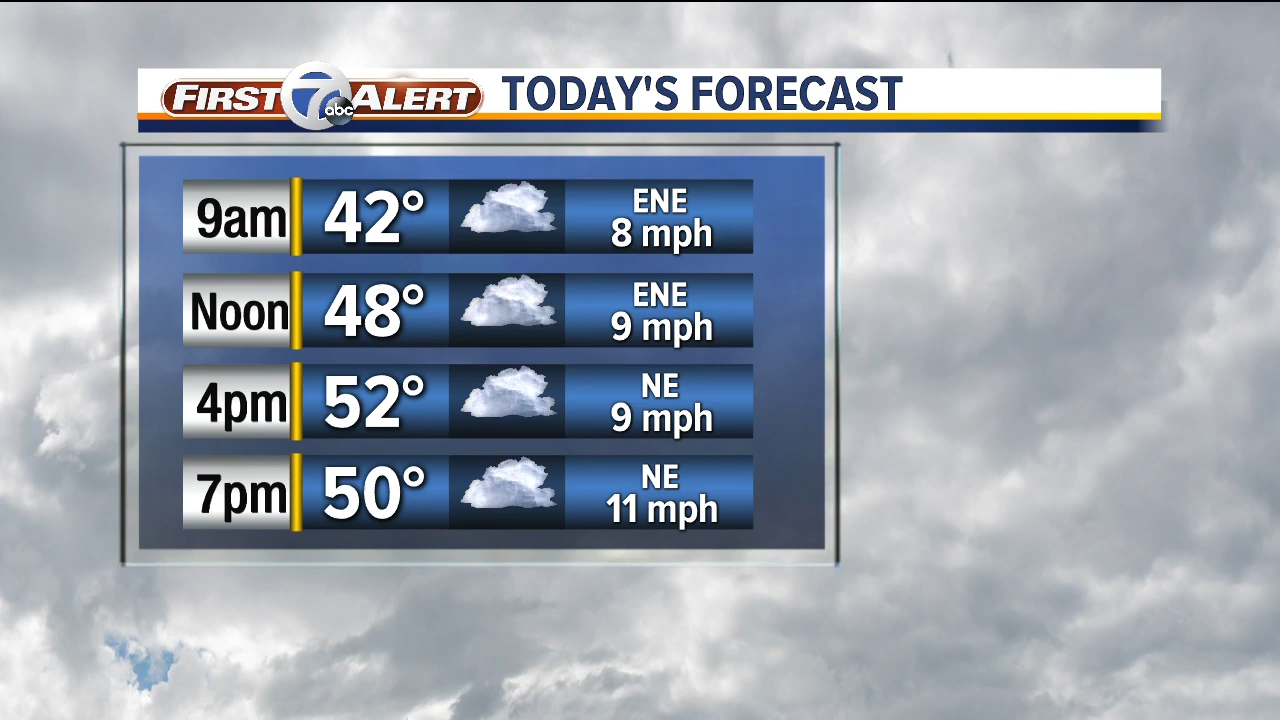 FIRST 7 abc ALERT TODAY'S FORECAST
9am 42° ENE
8 mph
Noon 48° ENE
9 mph
4pm 52° NE
9 mph
7pm 50° NE
11 mph